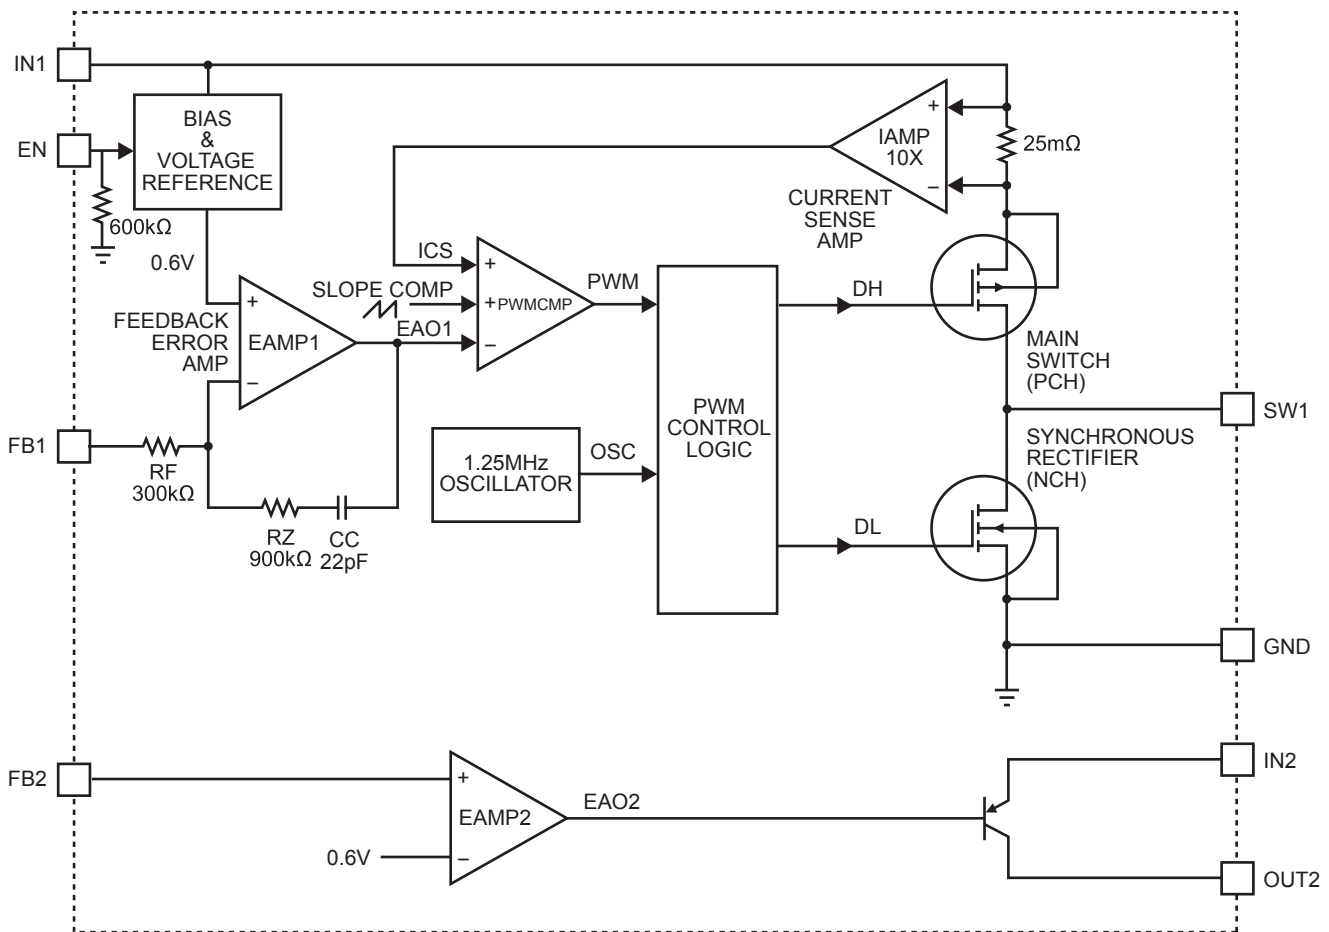 IN1
BIAS
&
VOLTAGE
REFERENCE
EN
600kΩ
0.6V
+
IAMP
10X
–
25mΩ
CURRENT
SENSE
AMP
ICS
+
SLOPE COMP
+ PWMCMP
EAO1
–
PWM
DH
+
FEEDBACK
ERROR
AMP
EAMP1
–
MAIN
SWITCH
(PCH)
PWM
CONTROL
LOGIC
SW1
FB1
RF
300kΩ
1.25MHz
OSCILLATOR
OSC
SYNCHRONOUS
RECTIFIER
(NCH)
RZ
900kΩ
CC
22pF
DL
GND
FB2
+
EAMP2
0.6V
–
EAO2
IN2
OUT2